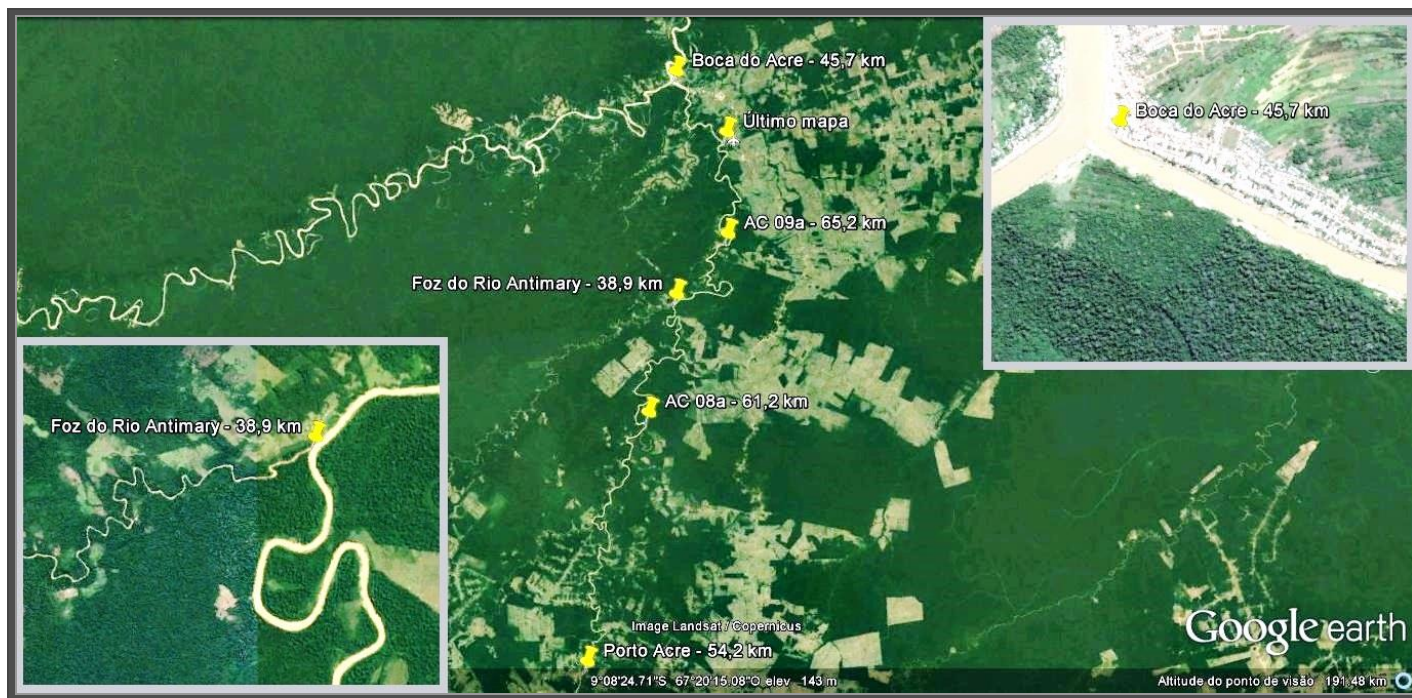 Boca do Acre - 45,7 km
Boca do Acre - 45,7 km
Último mapa
AC 09a - 65,2 km
Foz do Rio Antimary - 38,9 km
AC 08a - 61,2 km
Foz do Rio Antimary - 38,9 km
Image Landsat / Copernicus
Google earth
Porto Acre - 54,2 km
9°08'24.71"S 67°20'15.08"O elev 143 m
Altitude do ponto de visão 191,48 km